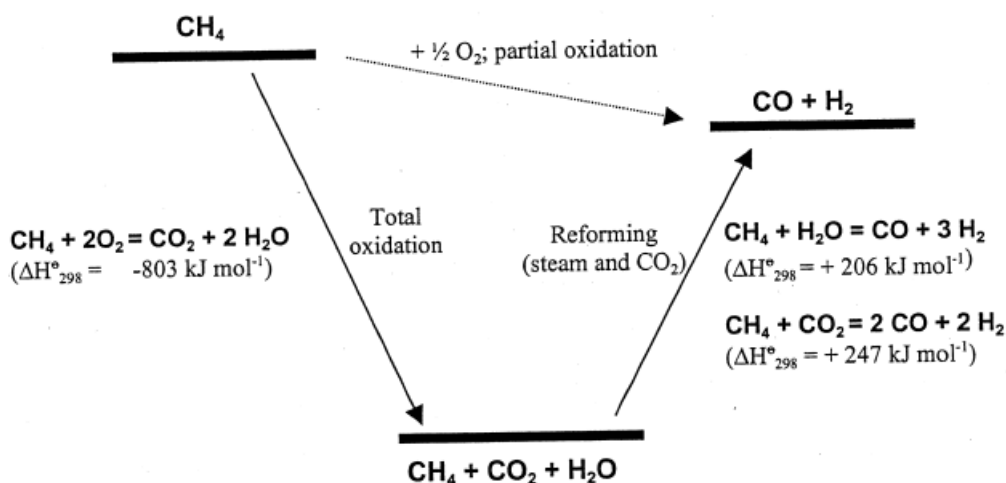 CH₄
+ ½ O₂; partial oxidation
CO + H₂
Total
oxidation
Reforming
(steam and CO₂)
CH₄ + 2O₂ = CO₂ + 2 H₂O
(ΔH°₂₉₈ = -803 kJ mol⁻¹)
CH₄ + H₂O = CO + 3 H₂
(ΔH°₂₉₈ = + 206 kJ mol⁻¹)
CH₄ + CO₂ = 2 CO + 2 H₂
(ΔH°₂₉₈ = + 247 kJ mol⁻¹)
CH₄ + CO₂ + H₂O